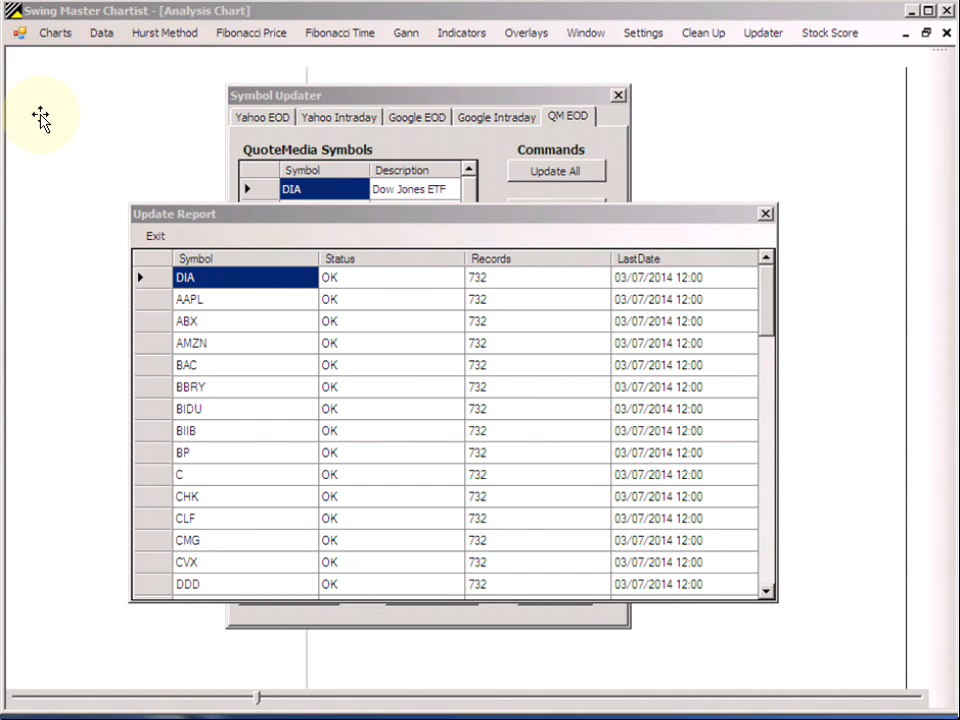 Swing Master Chartist - [Analysis Chart]
Charts Data Hurst Method Fibonacci Price Fibonacci Time Gann Indicators Overlays Window Settings Clean Up Updater Stock Score
Symbol Updater
Yahoo EOD Yahoo Intraday Google EOD Google Intraday QM EOD
QuoteMedia Symbols Commands
Symbol Description Update All
DIA Dow Jones ETF
Update Report
Exit
Symbol Status Records LastDate
DIA OK 732 03/07/2014 12:00
AAPL OK 732 03/07/2014 12:00
ABX OK 732 03/07/2014 12:00
AMZN OK 732 03/07/2014 12:00
BAC OK 732 03/07/2014 12:00
BBRY OK 732 03/07/2014 12:00
BIDU OK 732 03/07/2014 12:00
BIIB OK 732 03/07/2014 12:00
BP OK 732 03/07/2014 12:00
C OK 732 03/07/2014 12:00
CHK OK 732 03/07/2014 12:00
CLF OK 732 03/07/2014 12:00
CMG OK 732 03/07/2014 12:00
CVX OK 732 03/07/2014 12:00
DDD OK 732 03/07/2014 12:00